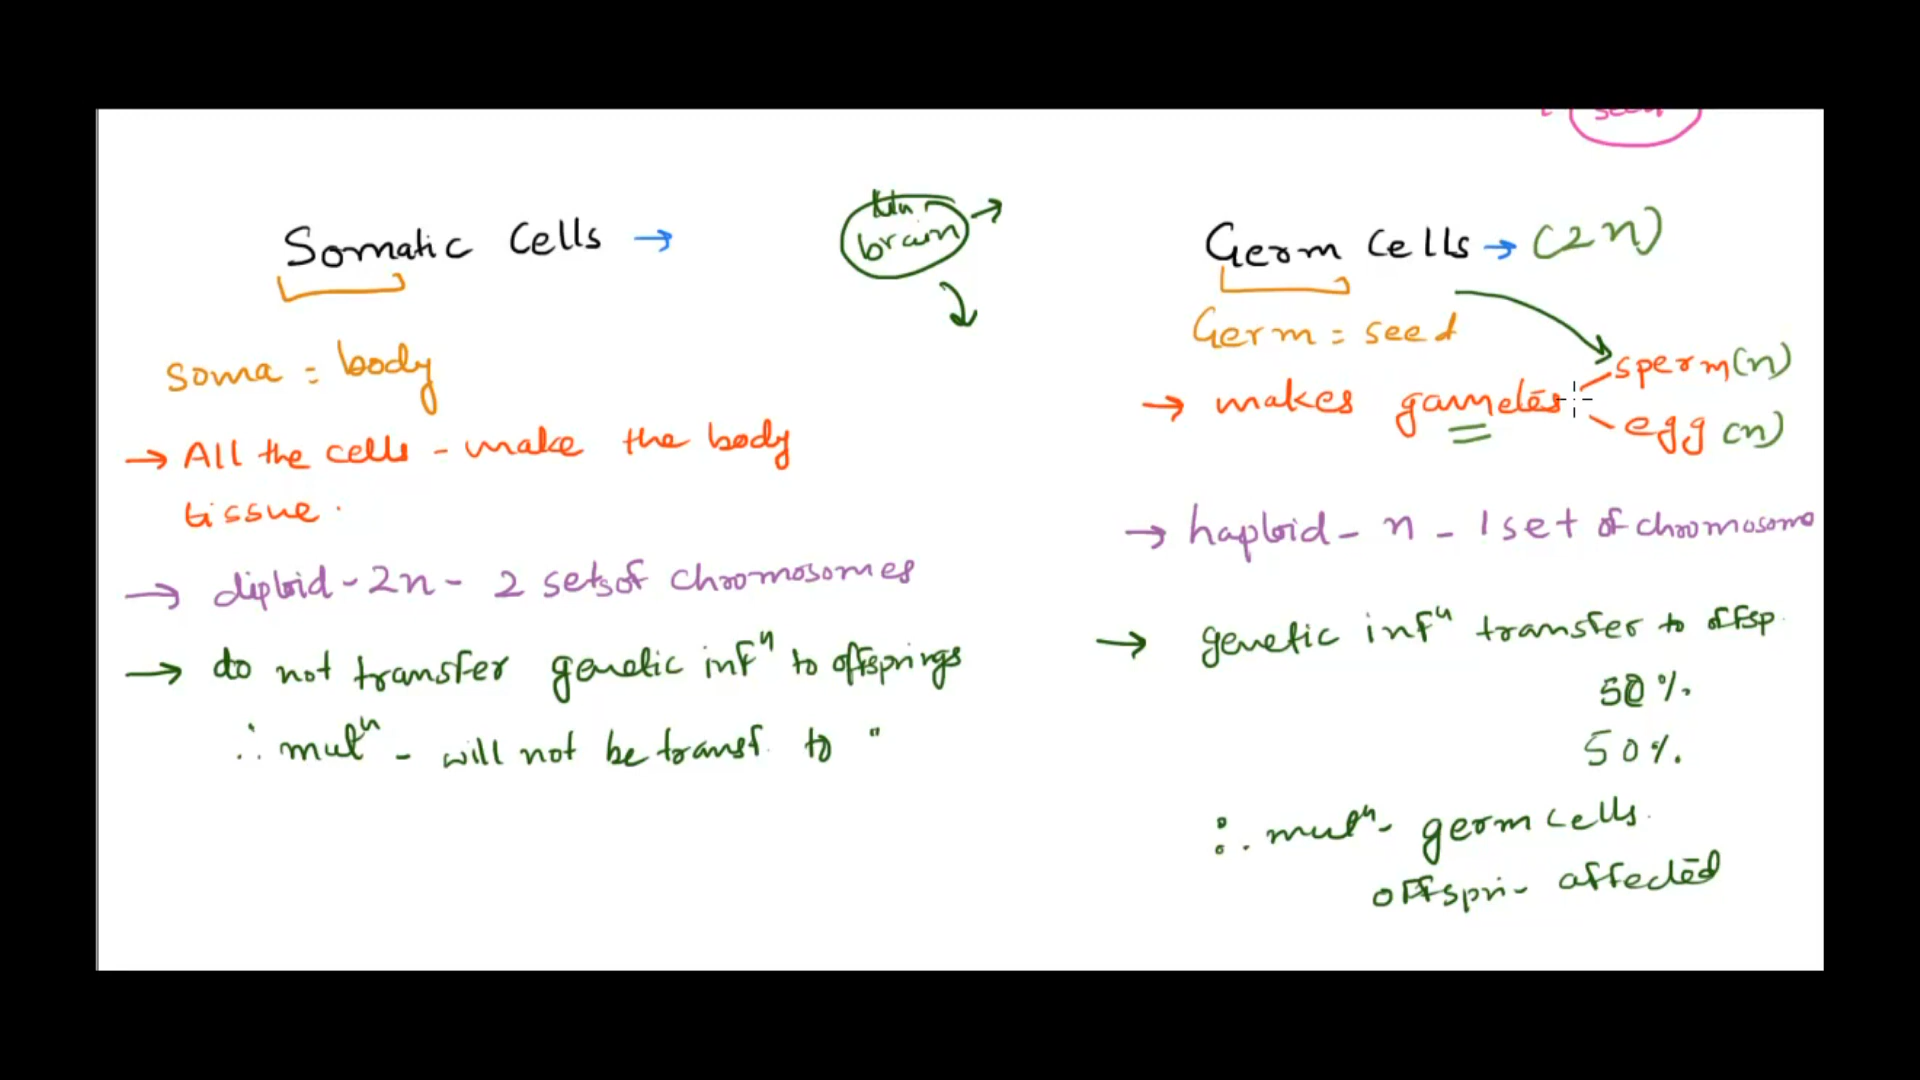 Somatic Cells →
brain →
soma = body
→ All the cells - make the body
tissue.
→ diploid - 2n - 2 sets of chromosomes
→ do not transfer genetic infⁿ to offsprings
∴ mutⁿ - will not be transf. to "
Germ Cells → (2n)
Germ = seed
→ makes gametes
sperm (n)
egg (n)
→ haploid - n - 1 set of chromosome
→ genetic infⁿ transfer to offsp.
50%.
50%.
∴ mutⁿ - germ cells.
offspri - affected